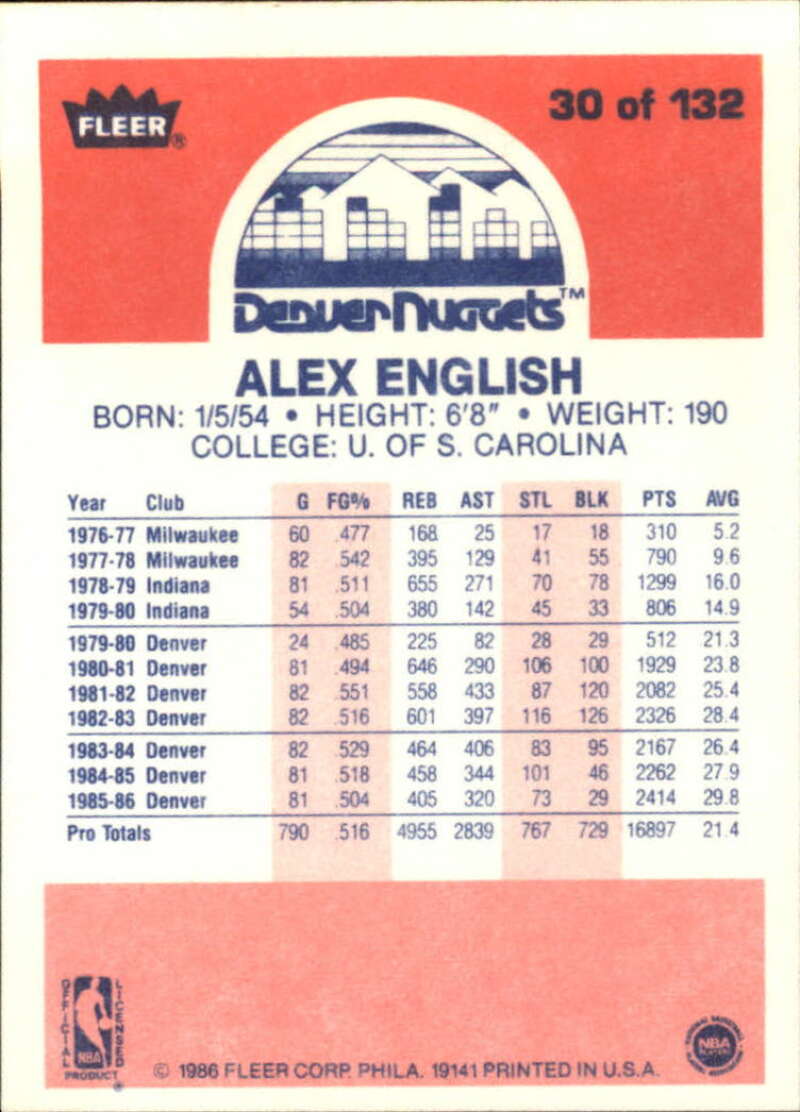 FLEER®
30 of 132
Denver Nuggets™
ALEX ENGLISH
BORN: 1/5/54 • HEIGHT: 6'8" • WEIGHT: 190
COLLEGE: U. OF S. CAROLINA
Year Club G FG% REB AST STL BLK PTS AVG
1976-77 Milwaukee 60 .477 168 25 17 18 310 5.2
1977-78 Milwaukee 82 .542 395 129 41 55 790 9.6
1978-79 Indiana 81 .511 655 271 70 78 1299 16.0
1979-80 Indiana 54 .504 380 142 45 33 806 14.9
1979-80 Denver 24 .485 225 82 28 29 512 21.3
1980-81 Denver 81 .494 646 290 106 100 1929 23.8
1981-82 Denver 82 .551 558 433 87 120 2082 25.4
1982-83 Denver 82 .516 601 397 116 126 2326 28.4
1983-84 Denver 82 .529 464 406 83 95 2167 26.4
1984-85 Denver 81 .518 458 344 101 46 2262 27.9
1985-86 Denver 81 .504 405 320 73 29 2414 29.8
Pro Totals 790 .516 4955 2839 767 729 16897 21.4
OFFICIAL
LICENSED
NBA
PRODUCT®
© 1986 FLEER CORP. PHILA. 19141 PRINTED IN U.S.A.
NATIONAL BASKETBALL
NBA
PLAYERS